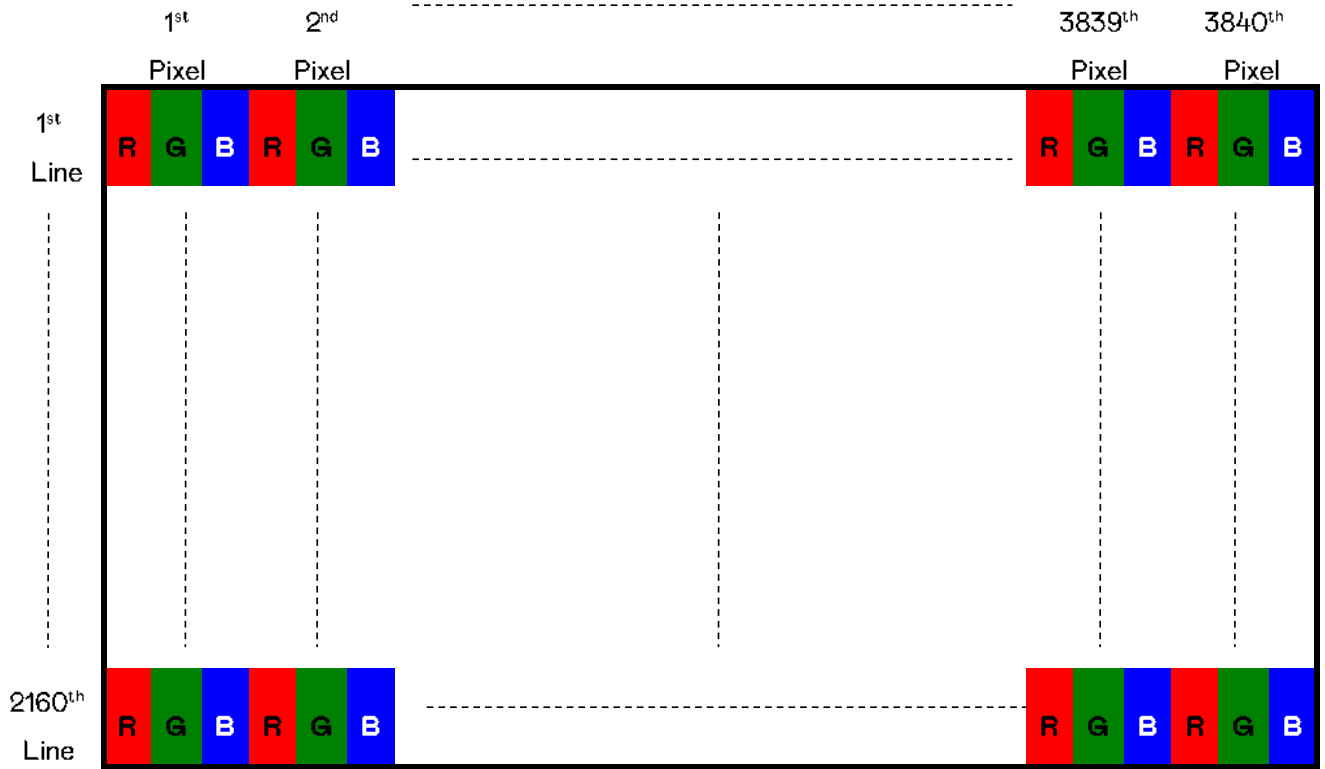 1st 2nd 3839th 3840th
Pixel Pixel Pixel Pixel
1st
Line
R G B R G B R G B R G B
2160th
Line
R G B R G B R G B R G B